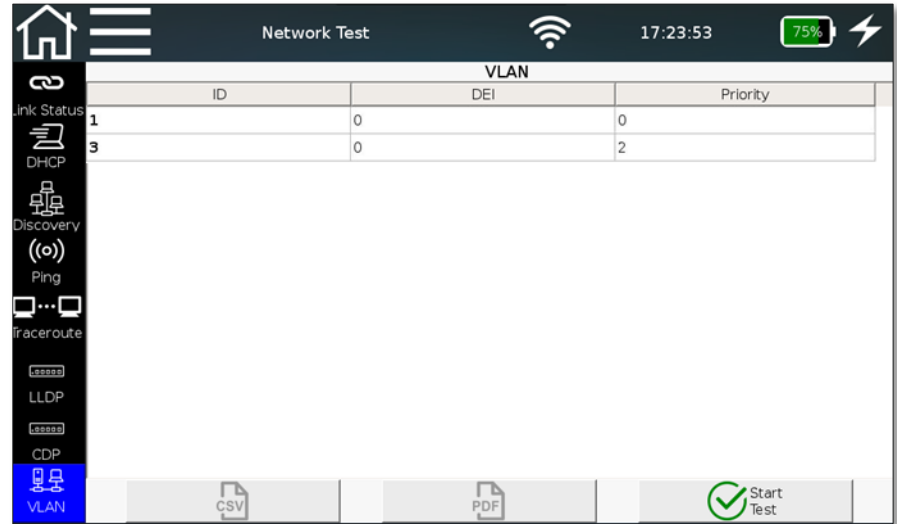 Network Test 17:23:53 75%
VLAN
ID DEI Priority
1 0 0
3 0 2
Link Status
DHCP
Discovery
Ping
Traceroute
LLDP
CDP
VLAN
CSV
PDF
Start
Test